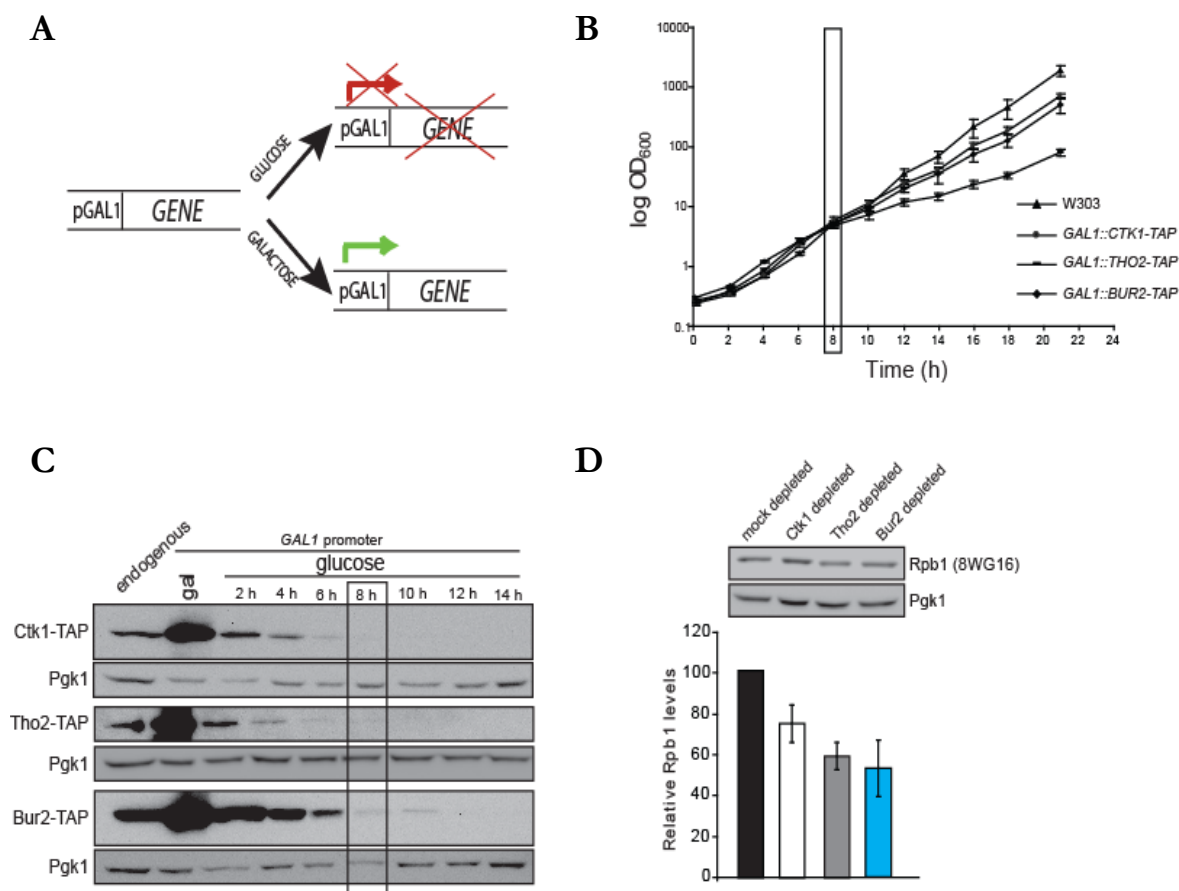 A
pGAL1
GENE
GLUCOSE
GALACTOSE
pGAL1
GENE
pGAL1
GENE
B
log OD600
10000
1000
100
10
1
0.1
0 2 4 6 8 10 12 14 16 18 20 22 24
Time (h)
W303
GAL1::CTK1-TAP
GAL1::THO2-TAP
GAL1::BUR2-TAP
C
endogenous
gal
GAL1 promoter
glucose
2 h 4 h 6 h 8 h 10 h 12 h 14 h
Ctk1-TAP
Pgk1
Tho2-TAP
Pgk1
Bur2-TAP
Pgk1
D
mock depleted
Ctk1 depleted
Tho2 depleted
Bur2 depleted
Rpb1 (8WG16)
Pgk1
Relative Rpb1 levels
120
100
80
60
40
20
0